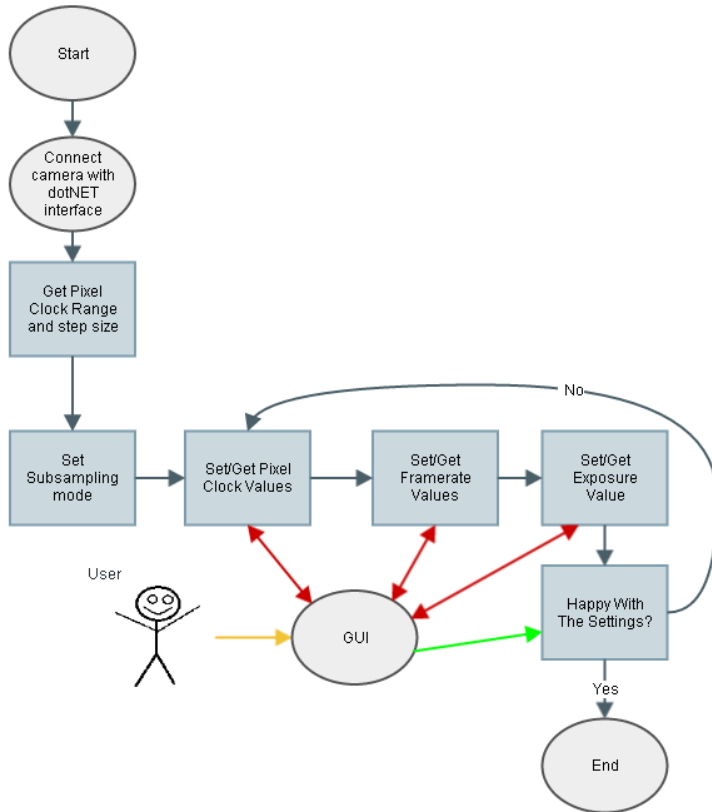 Start
Connect
camera with
dotNET
interface
Get Pixel
Clock Range
and step size
No
Set
Subsampling
mode
Set/Get Pixel
Clock Values
Set/Get
Framerate
Values
Set/Get
Exposure
Value
User
GUI
Happy With
The Settings?
Yes
End